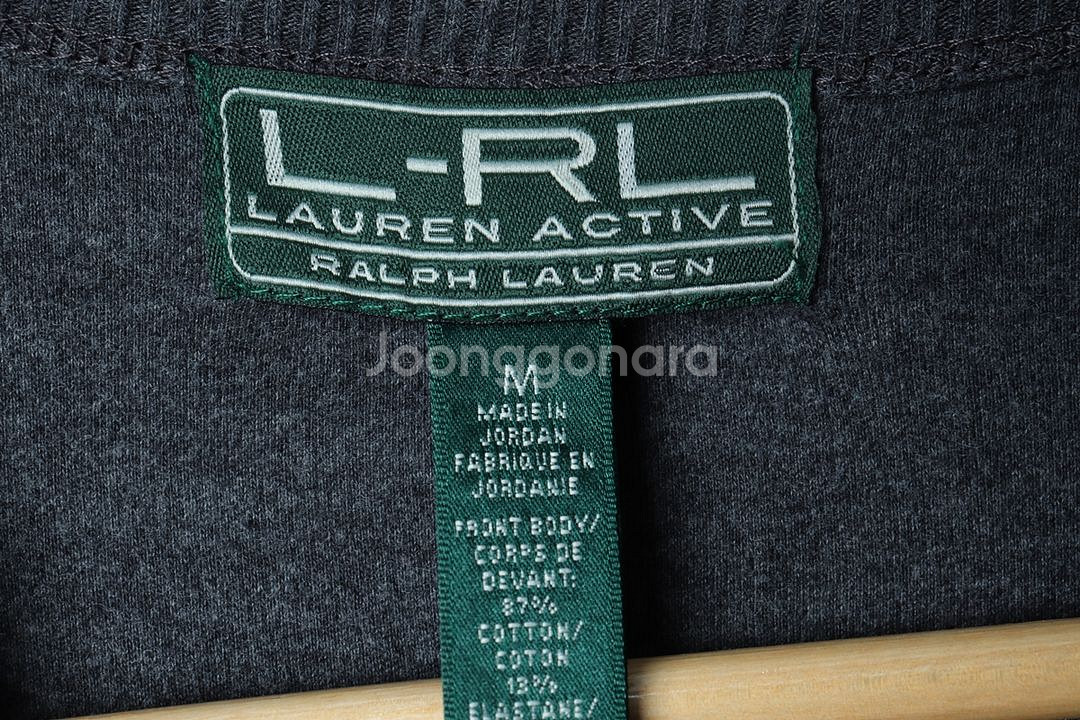 L-RL
LAUREN ACTIVE
RALPH LAUREN
Joonggonara
M
MADE IN
JORDAN
FABRIQUE EN
JORDANIE
FRONT BODY/
CORPS DE
DEVANT:
87%
COTTON/
COTON
13%
ELASTANE/